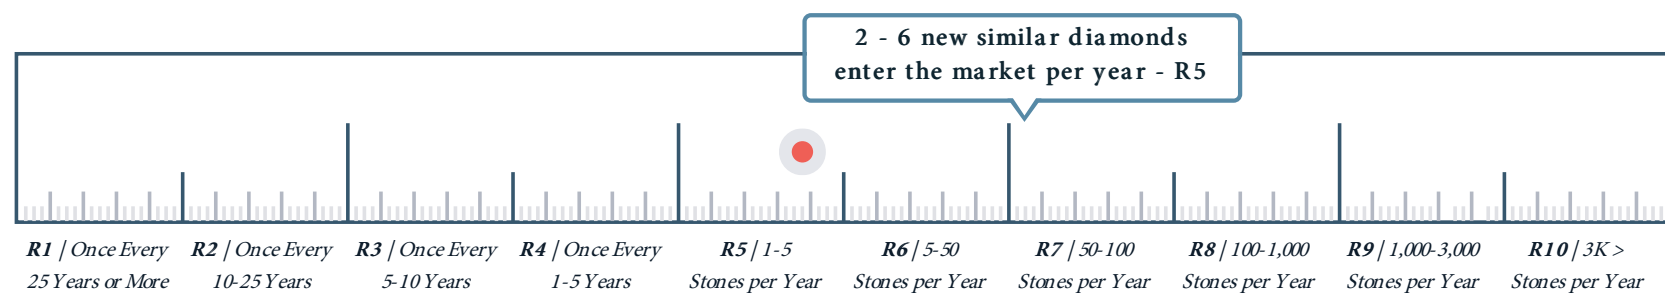 2 - 6 new similar diamonds
enter the market per year - R5
R1 | Once Every
25 Years or More
R2 | Once Every
10-25 Years
R3 | Once Every
5-10 Years
R4 | Once Every
1-5 Years
R5 | 1-5
Stones per Year
R6 | 5-50
Stones per Year
R7 | 50-100
Stones per Year
R8 | 100-1,000
Stones per Year
R9 | 1,000-3,000
Stones per Year
R10 | 3K >
Stones per Year